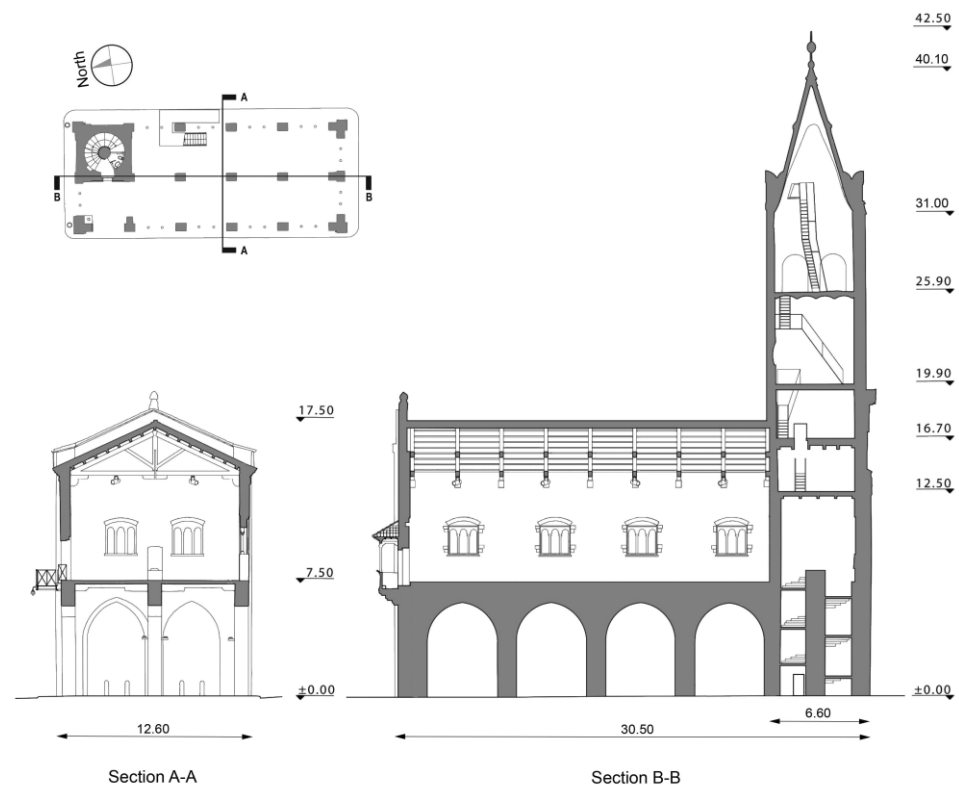 42.50
40.10
North
A
B
B
A
31.00
25.90
19.90
17.50
16.70
12.50
7.50
±0.00
±0.00
12.60
6.60
30.50
Section A-A
Section B-B